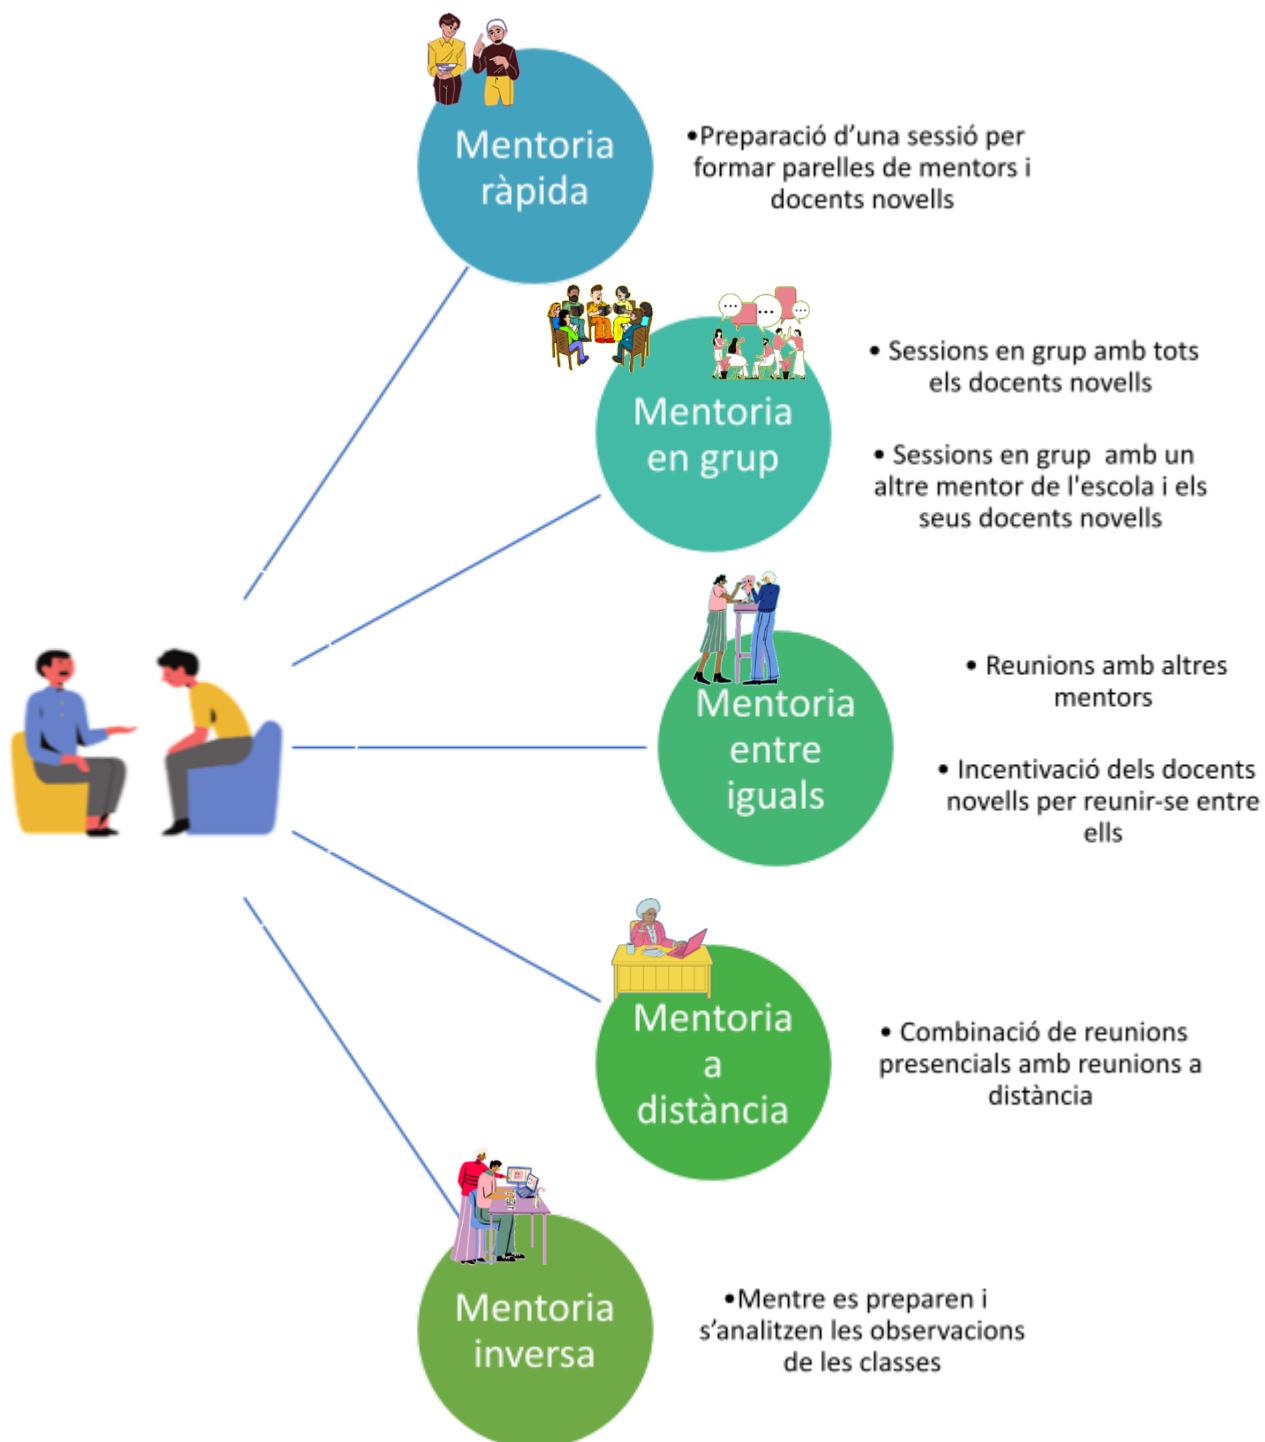 Mentoria
ràpida
•Preparació d’una sessió per
formar parelles de mentors i
docents novells
Mentoria
en grup
• Sessions en grup amb tots
els docents novells
• Sessions en grup  amb un
altre mentor de l'escola i els
seus docents novells
Mentoria
entre
iguals
• Reunions amb altres
mentors
• Incentivació dels docents
novells per reunir-se entre
ells
Mentoria
a
distància
• Combinació de reunions
presencials amb reunions a
distància
Mentoria
inversa
•Mentre es preparen i
s’analitzen les observacions
de les classes